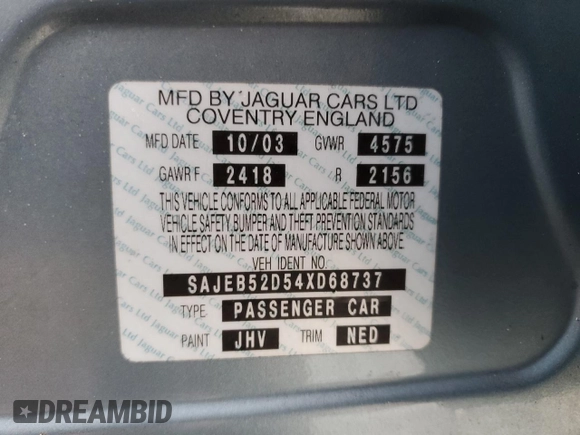 MFD BY JAGUAR CARS LTD
COVENTRY ENGLAND
MFD DATE 10/03 GVWR 4575
GAWR F 2418 R 2156
THIS VEHICLE CONFORMS TO ALL APPLICABLE FEDERAL MOTOR
VEHICLE SAFETY,BUMPER AND THEFT PREVENTION STANDARDS
IN EFFECT ON THE DATE OF MANUFACTURE SHOWN ABOVE
VEH IDENT NO.
SAJEB52D54XD68737
TYPE PASSENGER CAR
PAINT JHV TRIM NED
DREAMBID